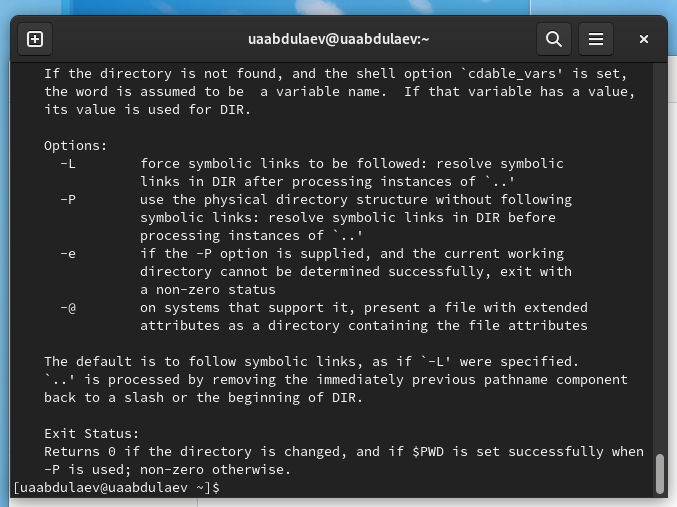 uaabdulaev@uaabdulaev:~
If the directory is not found, and the shell option `cdable_vars' is set,
the word is assumed to be  a variable name.  If that variable has a value,
its value is used for DIR.
Options:
-L        force symbolic links to be followed: resolve symbolic
links in DIR after processing instances of `..'
-P        use the physical directory structure without following
symbolic links: resolve symbolic links in DIR before
processing instances of `..'
-e        if the -P option is supplied, and the current working
directory cannot be determined successfully, exit with
a non-zero status
-@        on systems that support it, present a file with extended
attributes as a directory containing the file attributes
The default is to follow symbolic links, as if `-L' were specified.
`..' is processed by removing the immediately previous pathname component
back to a slash or the beginning of DIR.
Exit Status:
Returns 0 if the directory is changed, and if $PWD is set successfully when
-P is used; non-zero otherwise.
[uaabdulaev@uaabdulaev ~]$